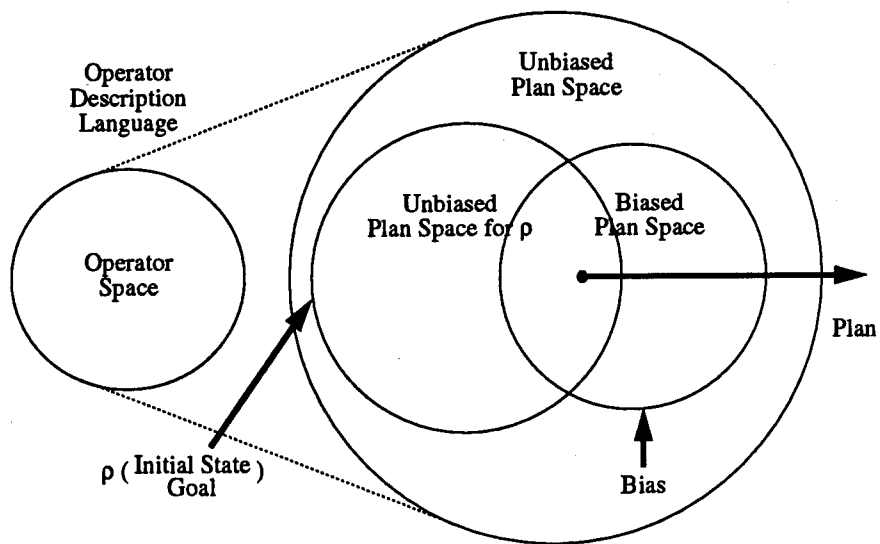 Operator
Description
Language
Unbiased
Plan Space
Unbiased
Plan Space for ρ
Biased
Plan Space
Operator
Space
Plan
ρ ( Initial State )
Goal
Bias